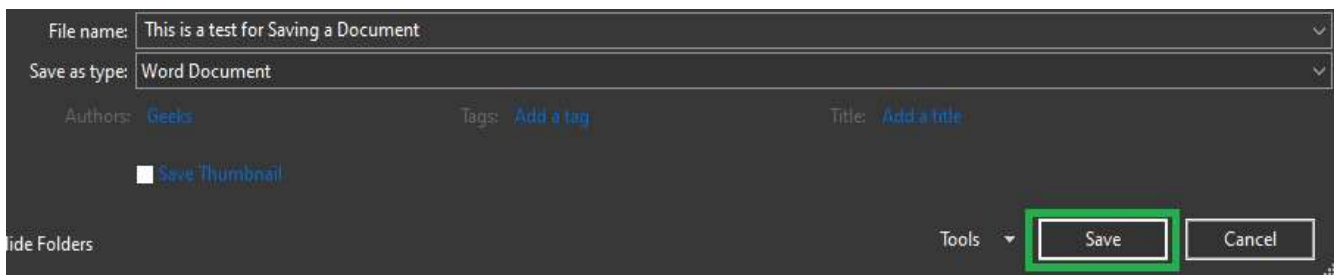 File name: This is a test for Saving a Document
Save as type: Word Document
Authors: Geeks Tags: Add a tag Title: Add a title
Save Thumbnail
Folders Tools Save Cancel